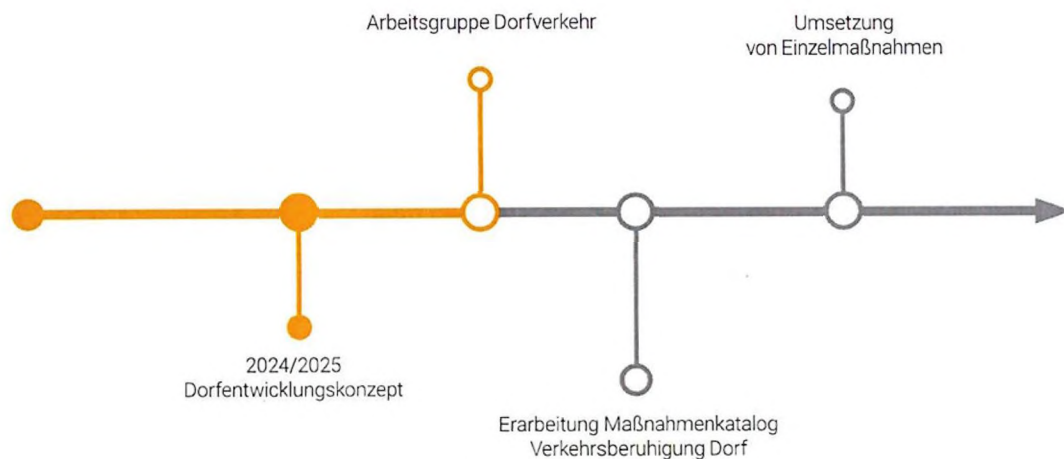 Arbeitsgruppe Dorfverkehr
Umsetzung
von Einzelmaßnahmen
2024/2025
Dorfentwicklungskonzept
Erarbeitung Maßnahmenkatalog
Verkehrsberuhigung Dorf